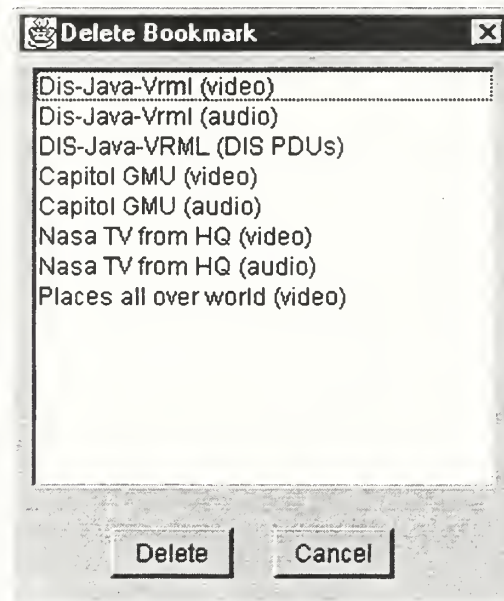 Delete Bookmark
Dis-Java-Vrml (video)
Dis-Java-Vrml (audio)
DIS-Java-VRML (DIS PDUs)
Capitol GMU (video)
Capitol GMU (audio)
Nasa TV from HQ (video)
Nasa TV from HQ (audio)
Places all over world (video)
Delete
Cancel